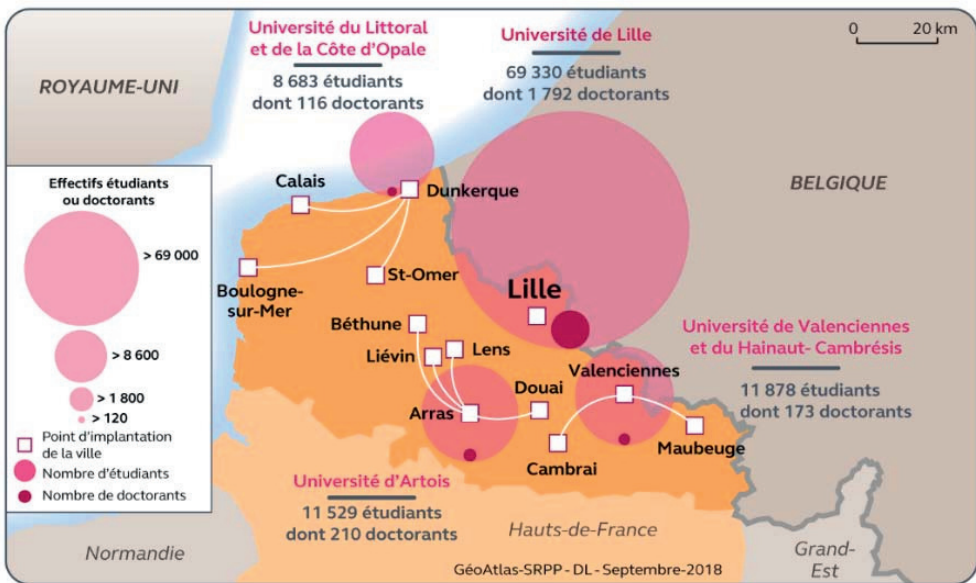 Université du Littoral
et de la Côte d'Opale
8 683 étudiants
dont 116 doctorants
Université de Lille
69 330 étudiants
dont 1 792 doctorants
0 20 km
ROYAUME-UNI
BELGIQUE
Effectifs étudiants
ou doctorants
> 69 000
> 8 600
> 1 800
> 120
Point d'implantation
de la ville
Nombre d'étudiants
Nombre de doctorants
Calais
Dunkerque
Boulogne-
sur-Mer
St-Omer
Lille
Béthune
Liévin
Lens
Douai
Arras
Valenciennes
Cambrai
Maubeuge
Université de Valenciennes
et du Hainaut- Cambrésis
11 878 étudiants
dont 173 doctorants
Université d'Artois
11 529 étudiants
dont 210 doctorants
Hauts-de-France
Normandie
Grand-
Est
GéoAtlas-SRPP - DL - Septembre-2018